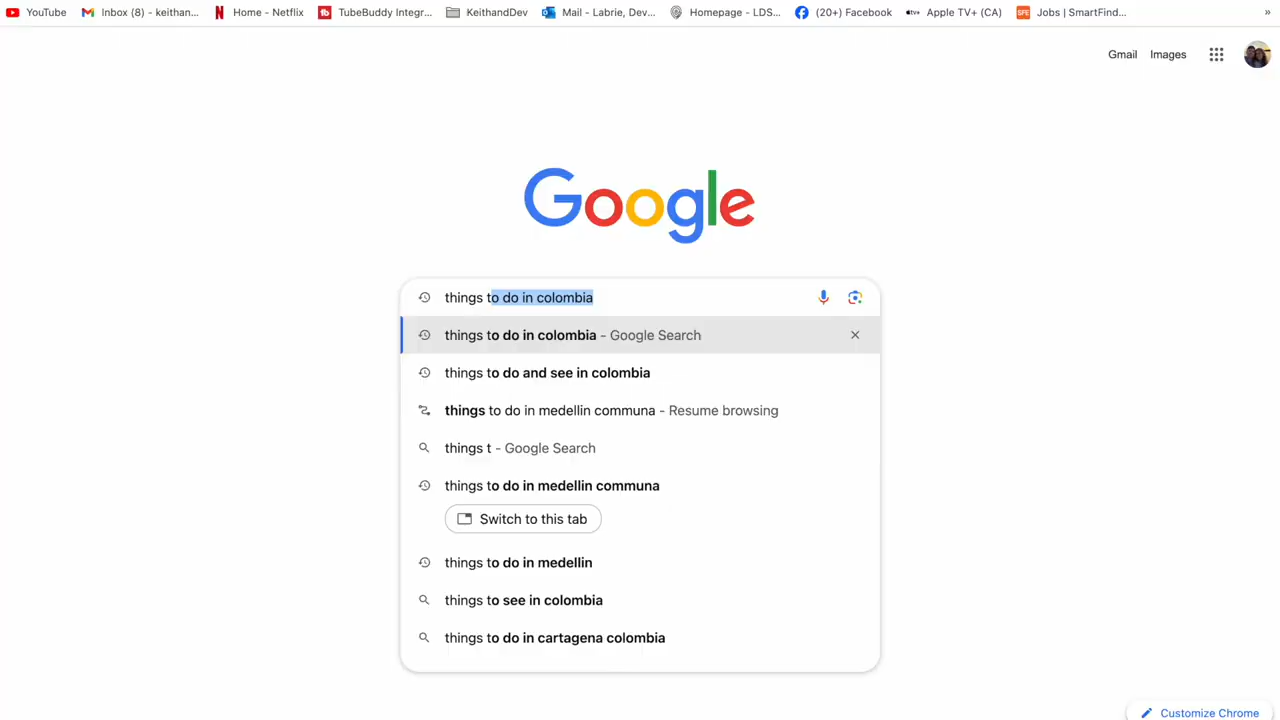 YouTube Inbox (8) - keithan... Home - Netflix TubeBuddy Integr... KeithandDev Mail - Labrie, Dev... Homepage - LDS... (20+) Facebook Apple TV+ (CA) Jobs | SmartFind... »
Gmail Images
Google
things to do in colombia
things to do in colombia - Google Search
things to do and see in colombia
things to do in medellin communa - Resume browsing
things t - Google Search
things to do in medellin communa
Switch to this tab
things to do in medellin
things to see in colombia
things to do in cartagena colombia
Customize Chrome